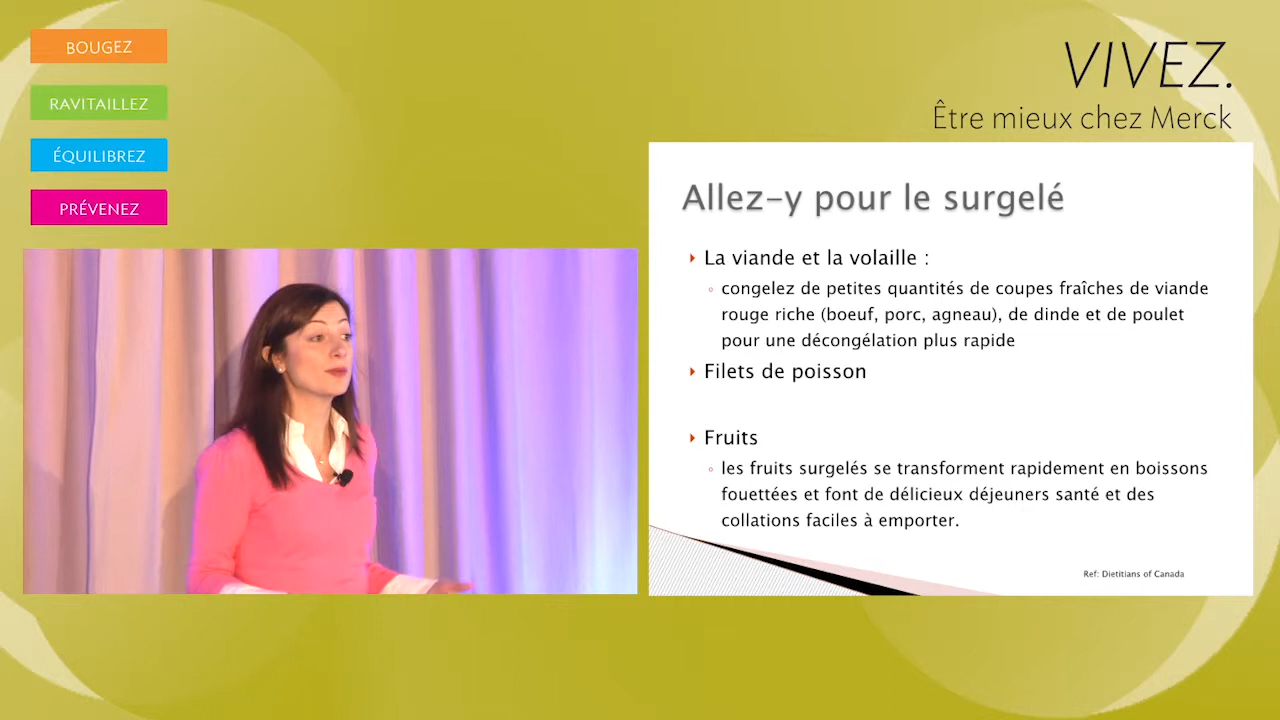 BOUGEZ
RAVITAILLEZ
ÉQUILIBREZ
PRÉVENEZ
VIVEZ.
Être mieux chez Merck
Allez-y pour le surgelé
La viande et la volaille :
congelez de petites quantités de coupes fraîches de viande
rouge riche (boeuf, porc, agneau), de dinde et de poulet
pour une décongélation plus rapide
Filets de poisson
Fruits
les fruits surgelés se transforment rapidement en boissons
fouettées et font de délicieux déjeuners santé et des
collations faciles à emporter.
Ref: Dietitians of Canada